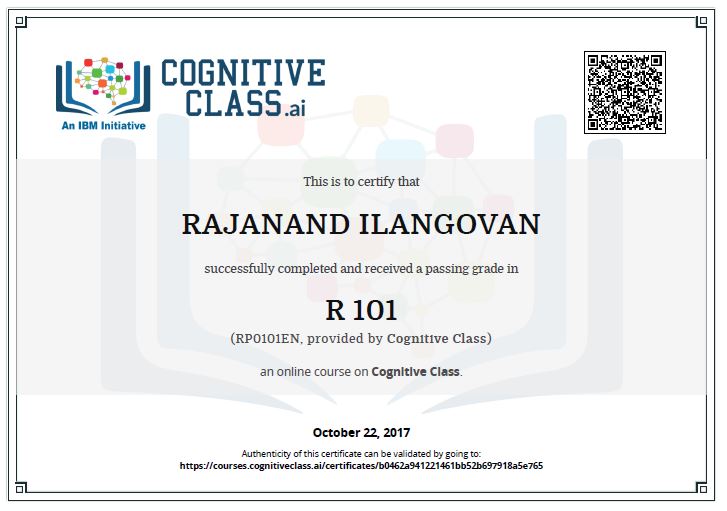 COGNITIVE
CLASS.ai
An IBM Initiative
This is to certify that
RAJANAND ILANGOVAN
successfully completed and received a passing grade in
R 101
(RP0101EN, provided by Cognitive Class)
an online course on Cognitive Class.
October 22, 2017
Authenticity of this certificate can be validated by going to:
https://courses.cognitiveclass.ai/certificates/b0462a941221461bb52b697918a5e765